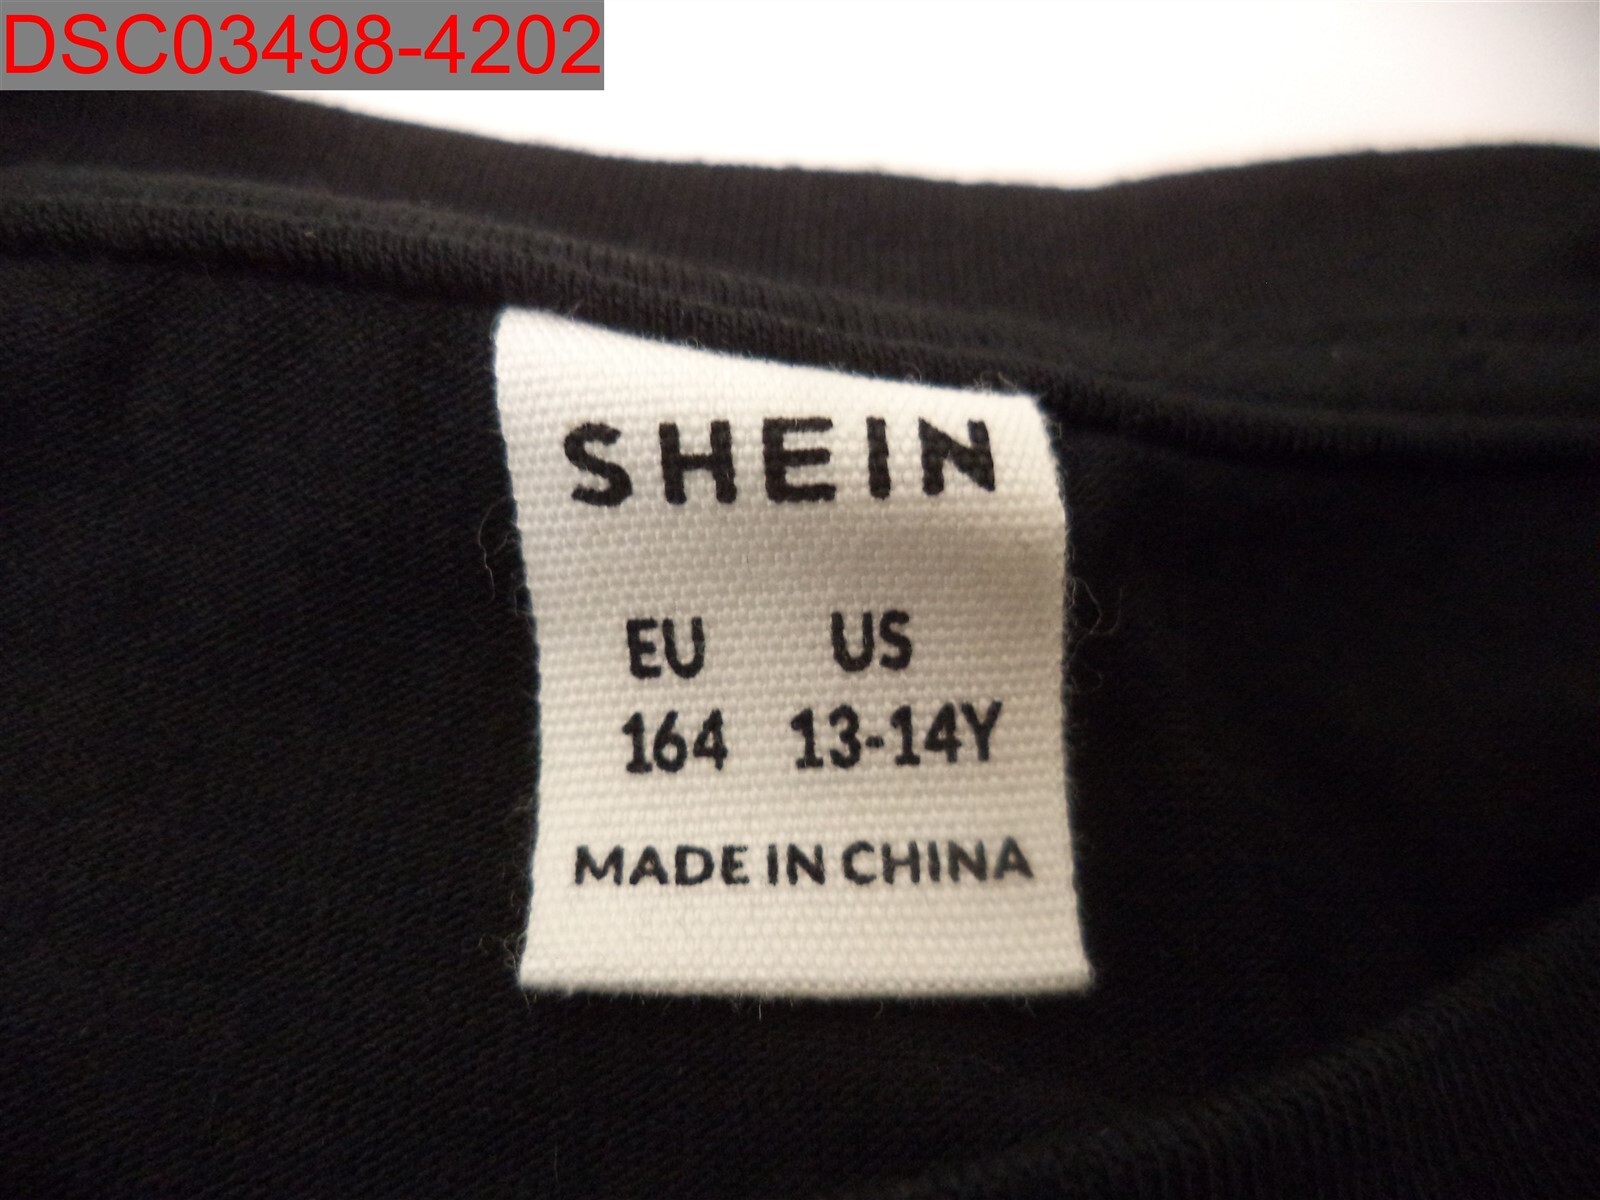 DSC03498-4202
SHEIN
EU US
164 13-14Y
MADE IN CHINA